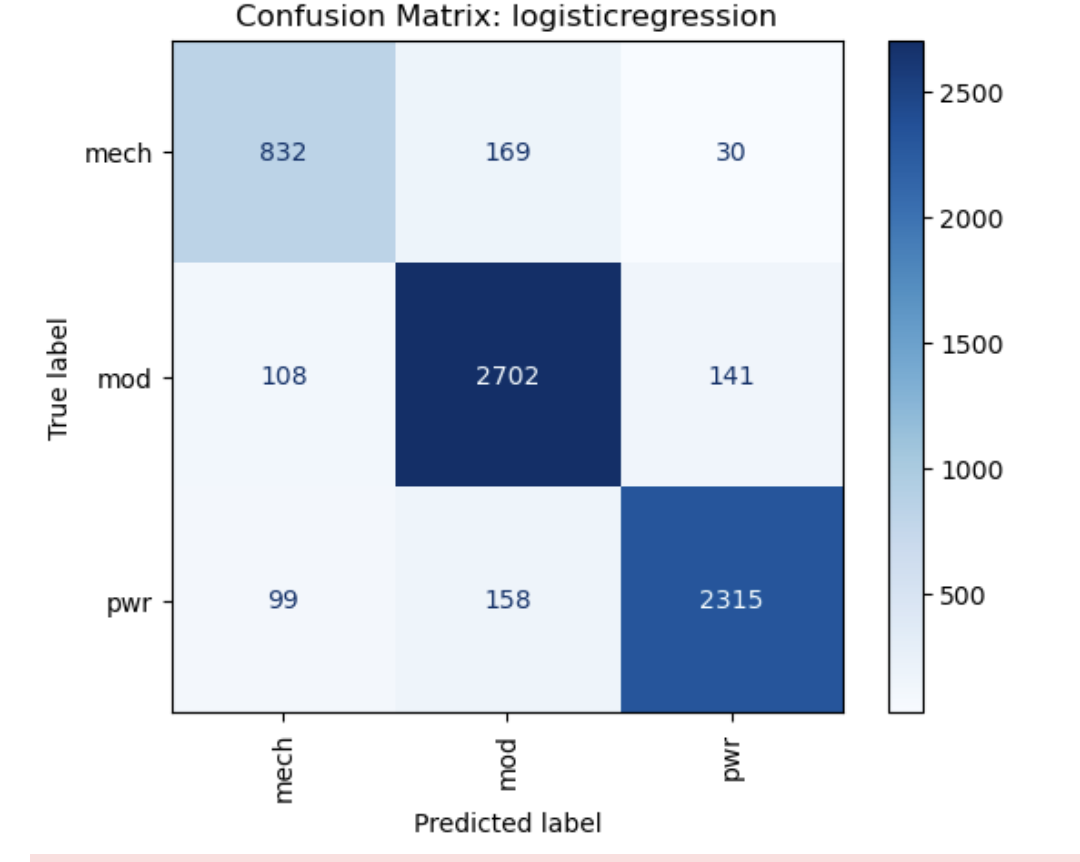 Confusion Matrix: logisticregression
mech 832 169 30
mod 108 2702 141
pwr 99 158 2315
True label
mech mod pwr
Predicted label
2500
2000
1500
1000
500